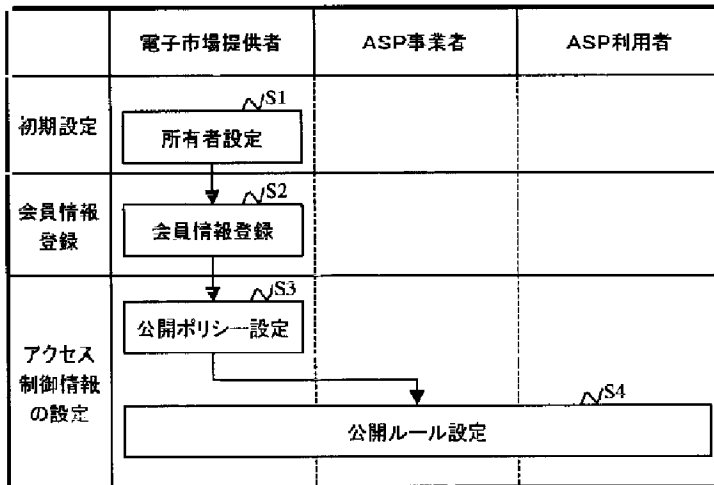 電子市場提供者
ASP事業者
ASP利用者
初期設定
S1
所有者設定
会員情報
登録
S2
会員情報登録
アクセス
制御情報
の設定
S3
公開ポリシー設定
S4
公開ルール設定